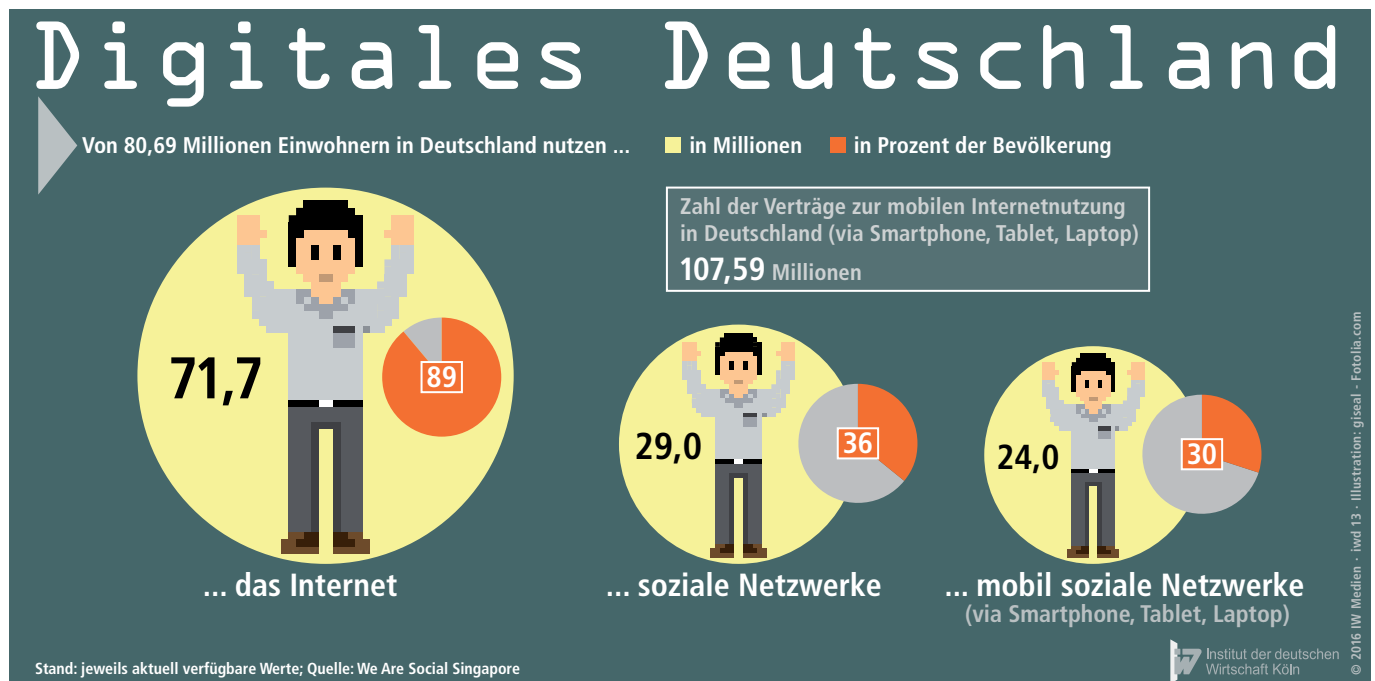 Digitales Deutschland
Von 80,69 Millionen Einwohnern in Deutschland nutzen ...
in Millionen
in Prozent der Bevölkerung
Zahl der Verträge zur mobilen Internetnutzung
in Deutschland (via Smartphone, Tablet, Laptop)
107,59 Millionen
71,7
89
... das Internet
29,0
36
... soziale Netzwerke
24,0
30
... mobil soziale Netzwerke
(via Smartphone, Tablet, Laptop)
Stand: jeweils aktuell verfügbare Werte; Quelle: We Are Social Singapore
iw
Institut der deutschen
Wirtschaft Köln
© 2016 IW Medien · iwd 13 · Illustration: giseal - Fotolia.com